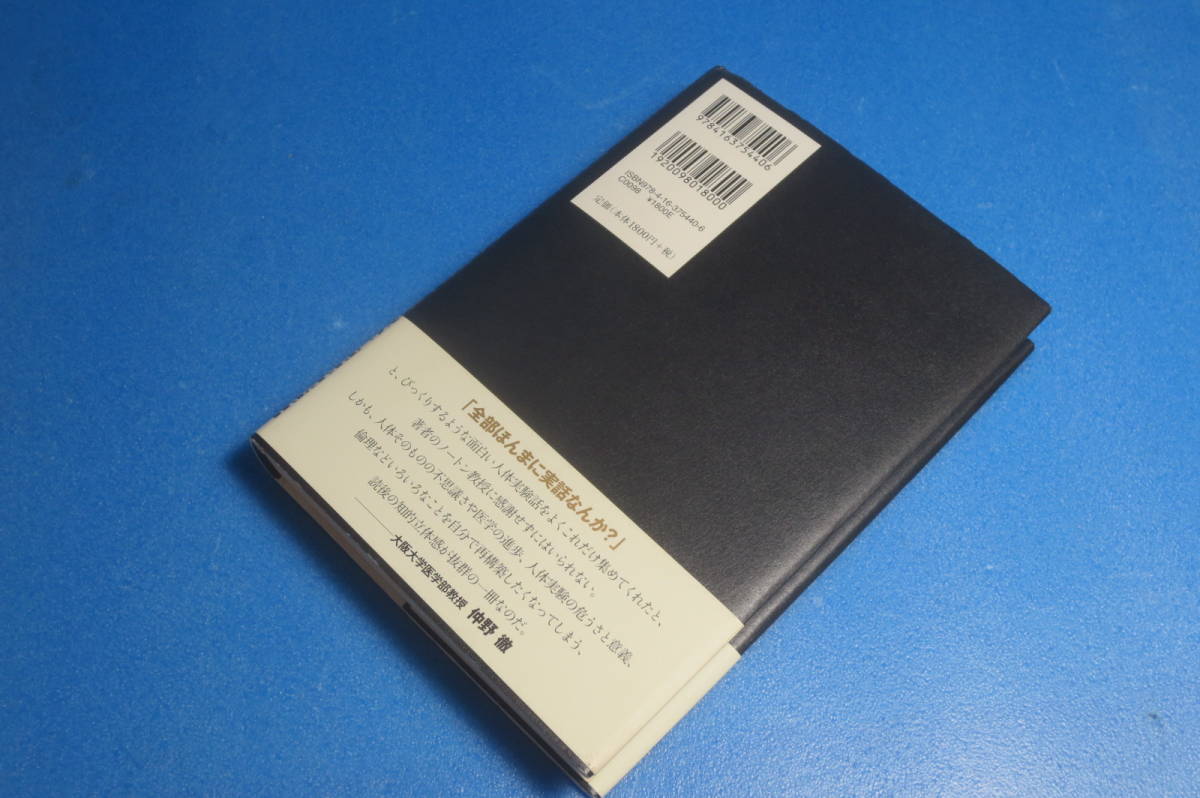 9784163754406
1920098018000
ISBN978-4-16-375440-6
C0098 ¥1800E
定価(本体1800円+税)
「全部ほんまに実話なんか?」
と、びっくりするような面白い人体実験話をよくこれだけ集めてくれたと、
著者のノートン教授に感謝せずにはいられない。
しかも、人体そのものの不思議さや医学の進歩、人体実験の危うさと意義、
倫理などいろいろなことを自分で再構築したくなってしまう、
読後の知的立体感が抜群の一冊なのだ。
大阪大学医学部教授 仲野 徹